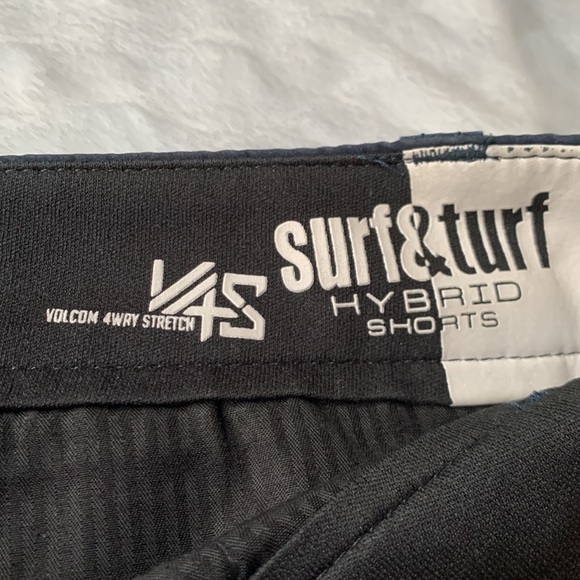 surf&turf
HYBRID
SHORTS
V4S
VOLCOM 4WAY STRETCH